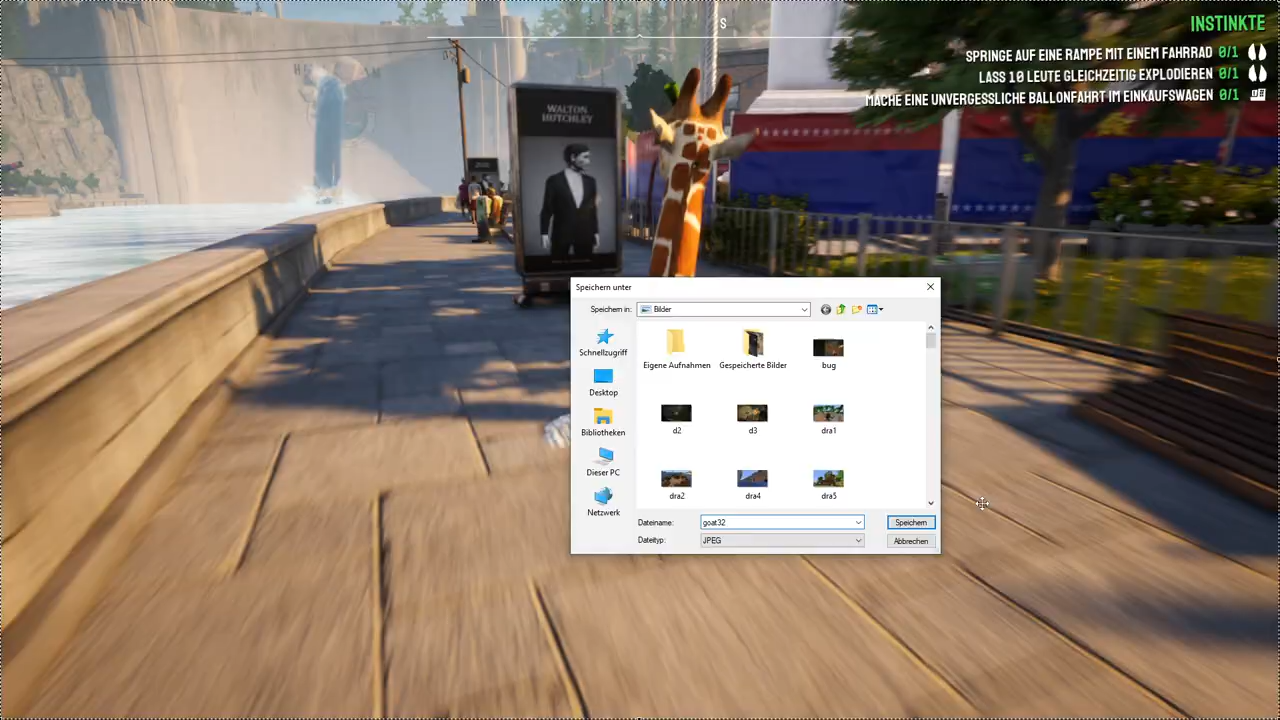 S
INSTINKTE
SPRINGE AUF EINE RAMPE MIT EINEM FAHRRAD 0/1
LASS 10 LEUTE GLEICHZEITIG EXPLODIEREN 0/1
MACHE EINE UNVERGESSLICHE BALLONFAHRT IM EINKAUFSWAGEN 0/1
WALTON
HUTCHLEY
Speichern unter
Speichern in:
Bilder
Schnellzugriff
Desktop
Bibliotheken
Dieser PC
Netzwerk
Eigene Aufnahmen
Gespeicherte Bilder
bug
d2
d3
dra1
dra2
dra4
dra5
Dateiname:
goat32
Speichern
Dateityp:
JPEG
Abbrechen